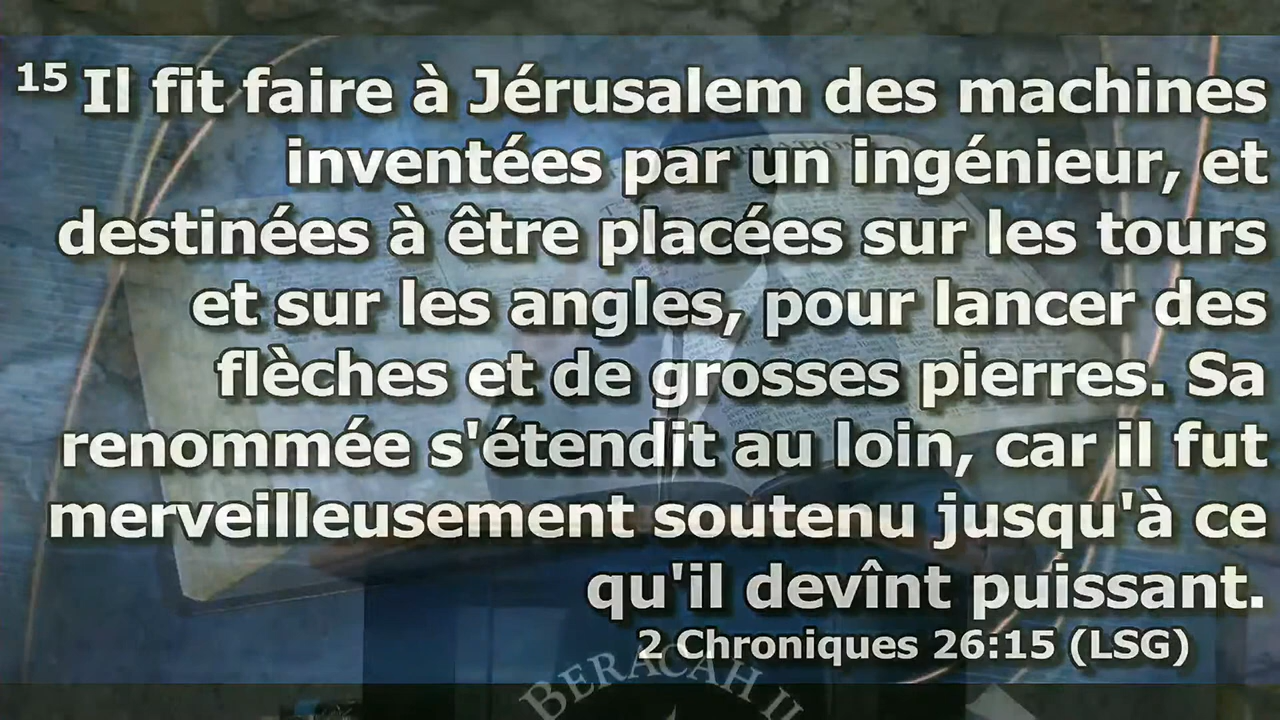 15 Il fit faire à Jérusalem des machines
inventées par un ingénieur, et
destinées à être placées sur les tours
et sur les angles, pour lancer des
flèches et de grosses pierres. Sa
renommée s'étendit au loin, car il fut
merveilleusement soutenu jusqu'à ce
qu'il devînt puissant.
2 Chroniques 26:15 (LSG)
BERACAH II